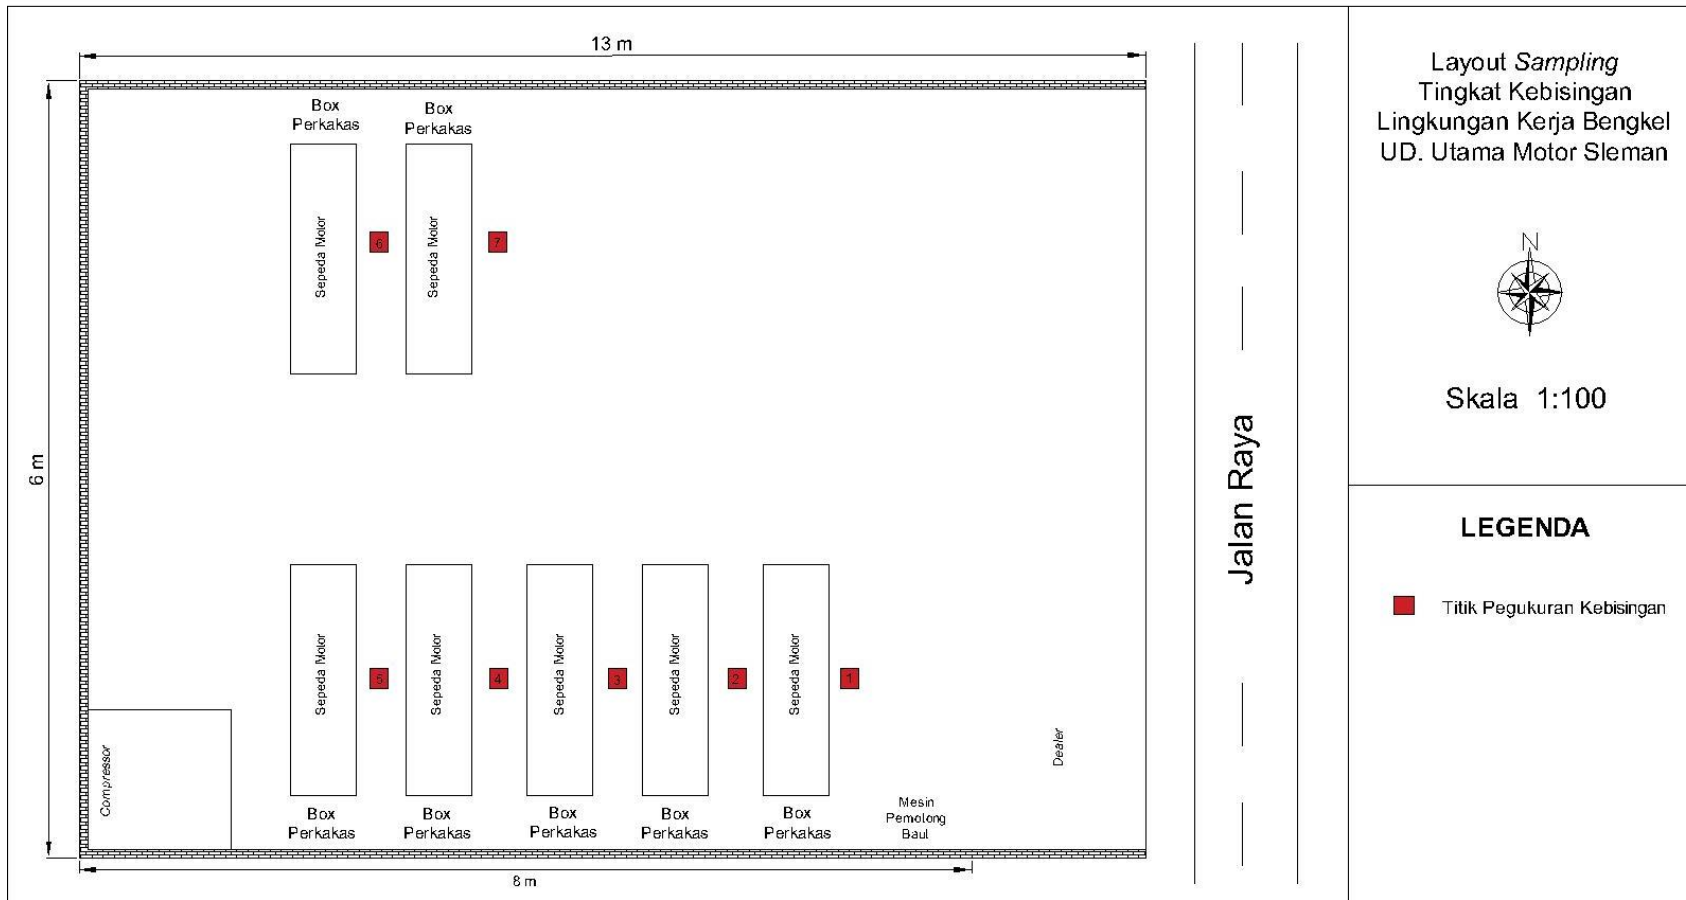 13 m
6 m
Box
Perkakas
Box
Perkakas
Sepeda Motor
Sepeda Motor
6
7
Sepeda Motor
Sepeda Motor
Sepeda Motor
Sepeda Motor
Sepeda Motor
5
4
3
2
1
Compressor
Box
Perkakas
Box
Perkakas
Box
Perkakas
Box
Perkakas
Box
Perkakas
Mesin
Pemolong
Baul
Dealer
8 m
Jalan Raya
Layout Sampling
Tingkat Kebisingan
Lingkungan Kerja Bengkel
UD. Utama Motor Sleman
N
Skala 1:100
LEGENDA
Titik Pegukuran Kebisingan